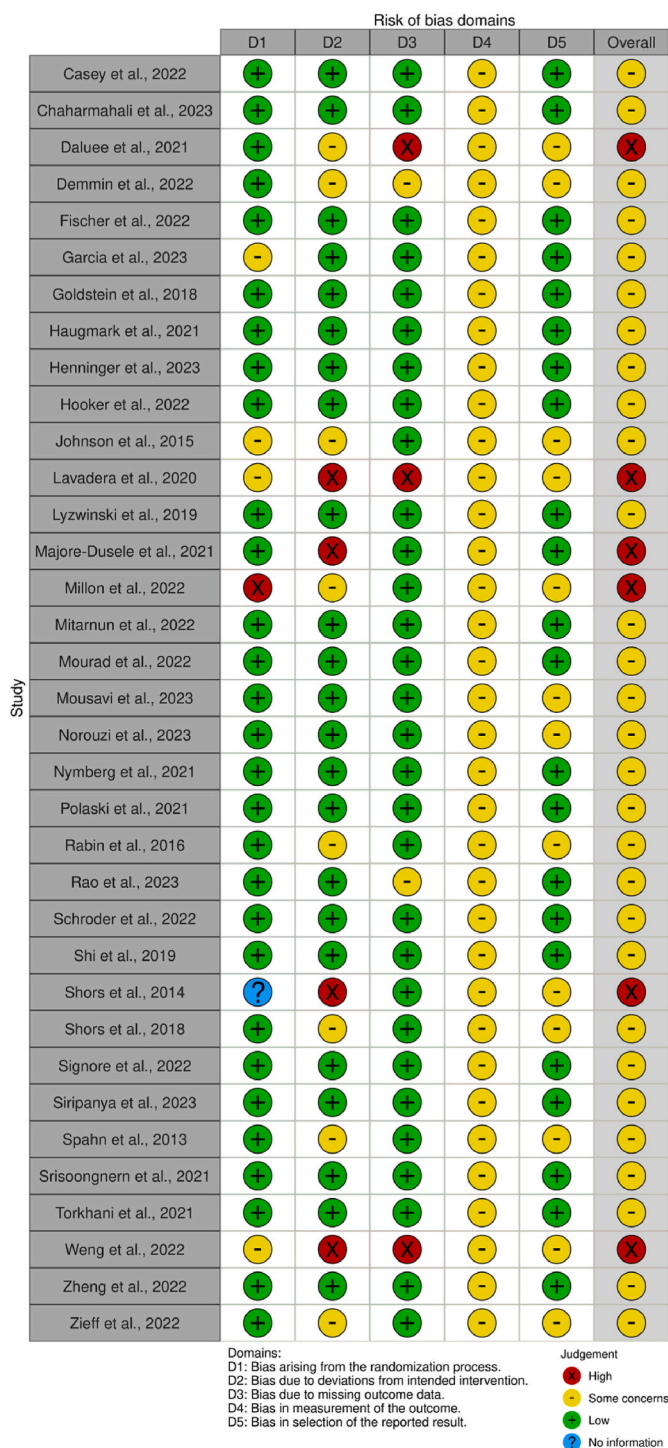 Risk of bias domains
D1 D2 D3 D4 D5 Overall
Study
Casey et al., 2022 + + + - + -
Chaharmahali et al., 2023 + + + - + -
Daluee et al., 2021 + - X - - X
Demmin et al., 2022 + - - - - -
Fischer et al., 2022 + + + - + -
Garcia et al., 2023 - + + - + -
Goldstein et al., 2018 + + + - + -
Haugmark et al., 2021 + + + - + -
Henninger et al., 2023 + + + - + -
Hooker et al., 2022 + + + - + -
Johnson et al., 2015 - - + - - -
Lavadera et al., 2020 - X X - - X
Lyzwinski et al., 2019 + + + - + -
Majore-Dusele et al., 2021 + X + - - X
Millon et al., 2022 X - + - - X
Mitarnun et al., 2022 + + + - + -
Mourad et al., 2022 + + + - + -
Mousavi et al., 2023 + + + - - -
Norouzi et al., 2023 + + + - - -
Nymberg et al., 2021 + + + - + -
Polaski et al., 2021 + + + - + -
Rabin et al., 2016 + - + - - -
Rao et al., 2023 + + - - + -
Schroder et al., 2022 + + + - + -
Shi et al., 2019 + + + - + -
Shors et al., 2014 ? X + - - X
Shors et al., 2018 + - + - - -
Signore et al., 2022 + + + - + -
Siripanya et al., 2023 + + + - + -
Spahn et al., 2013 + - + - - -
Srisoongnern et al., 2021 + + + - + -
Torkhani et al., 2021 + + + - + -
Weng et al., 2022 - X X - - X
Zheng et al., 2022 + + + - + -
Zieff et al., 2022 + - + - - -
Domains:
D1: Bias arising from the randomization process.
D2: Bias due to deviations from intended intervention.
D3: Bias due to missing outcome data.
D4: Bias in measurement of the outcome.
D5: Bias in selection of the reported result.
Judgement
X High
- Some concerns
+ Low
? No information